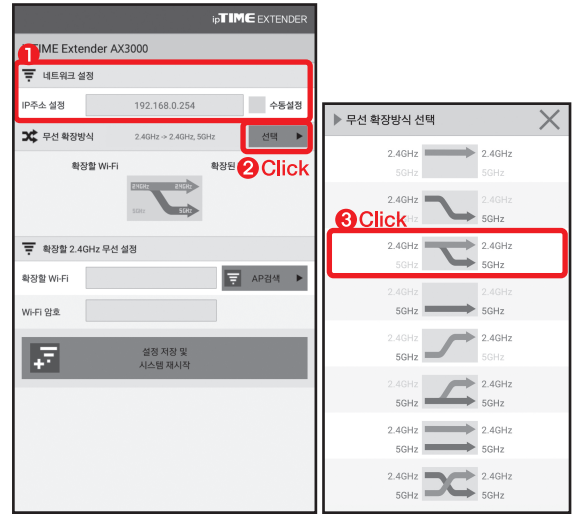 ipTIME EXTENDER
TIME Extender AX3000
1
네트워크 설정
IP주소 설정 192.168.0.254 수동설정
무선 확장방식 2.4GHz -> 2.4GHz, 5GHz 선택 ▶
확장할 Wi-Fi 확장된
2 Click
2.4GHz 2.4GHz
5GHz 5GHz
확장할 2.4GHz 무선 설정
확장할 Wi-Fi AP검색 ▶
Wi-Fi 암호
설정 저장 및
시스템 재시작
▶ 무선 확장방식 선택
2.4GHz 2.4GHz
5GHz 5GHz
2.4GHz 2.4GHz
3 Click Hz 5GHz
2.4GHz 2.4GHz
5GHz 5GHz
2.4GHz 2.4GHz
5GHz 5GHz
2.4GHz 2.4GHz
5GHz 5GHz
2.4GHz 2.4GHz
5GHz 5GHz
2.4GHz 2.4GHz
5GHz 5GHz
2.4GHz 2.4GHz
5GHz 5GHz